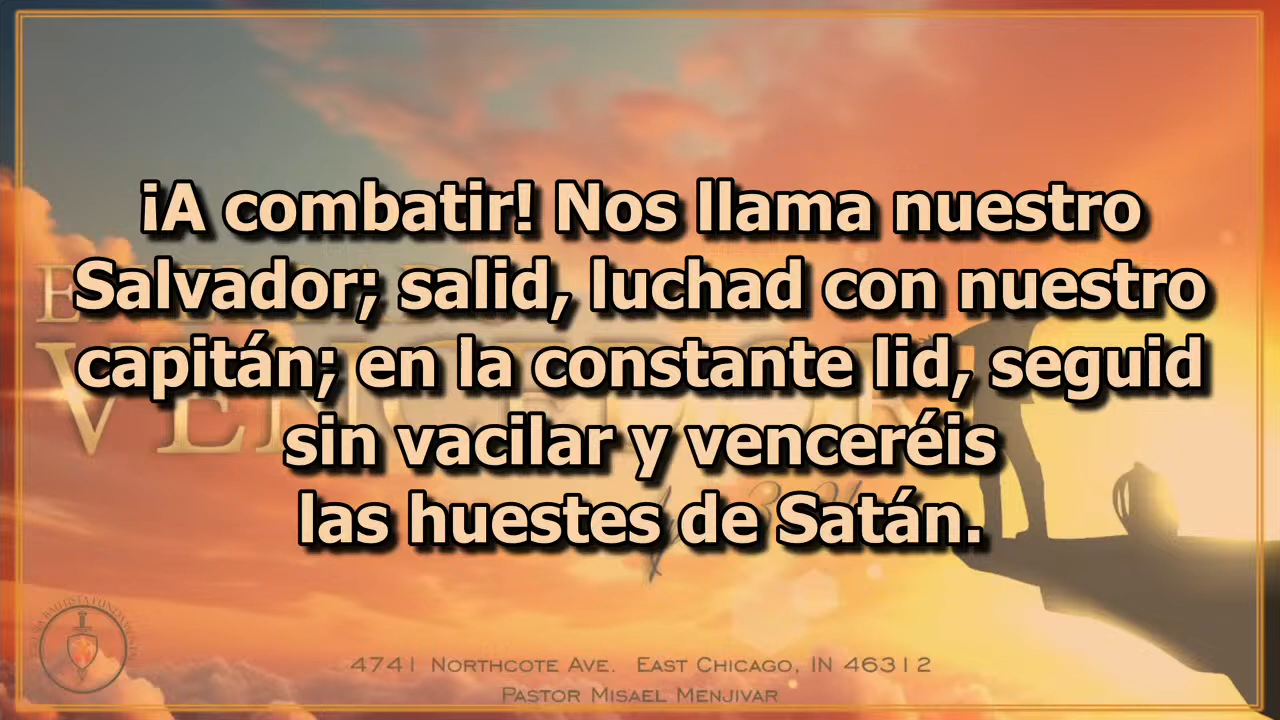 ¡A combatir! Nos llama nuestro
Salvador; salid, luchad con nuestro
capitán; en la constante lid, seguid
sin vacilar y venceréis
las huestes de Satán.
VENCEDOR
4741 Northcote Ave. East Chicago, IN 46312
Pastor Misael Menjivar